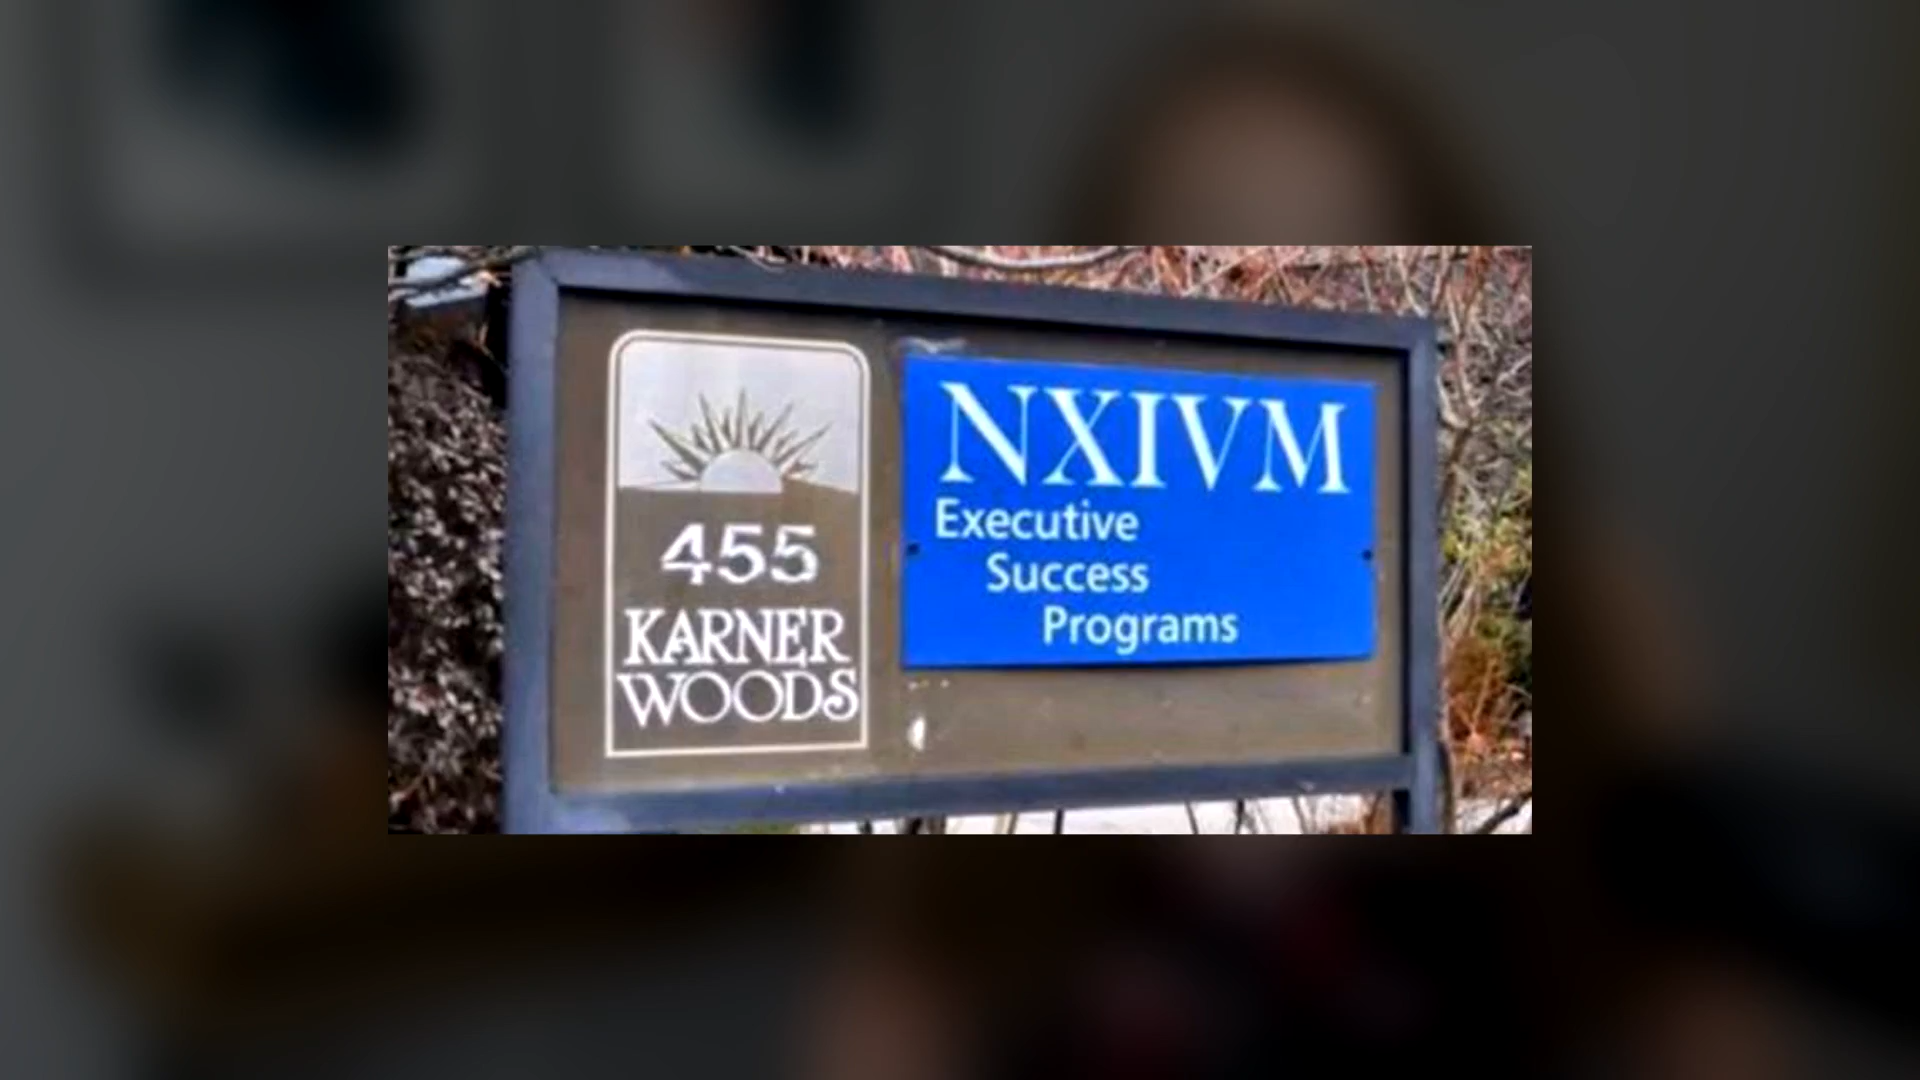 455
KARNER
WOODS
NXIVM
Executive
Success
Programs